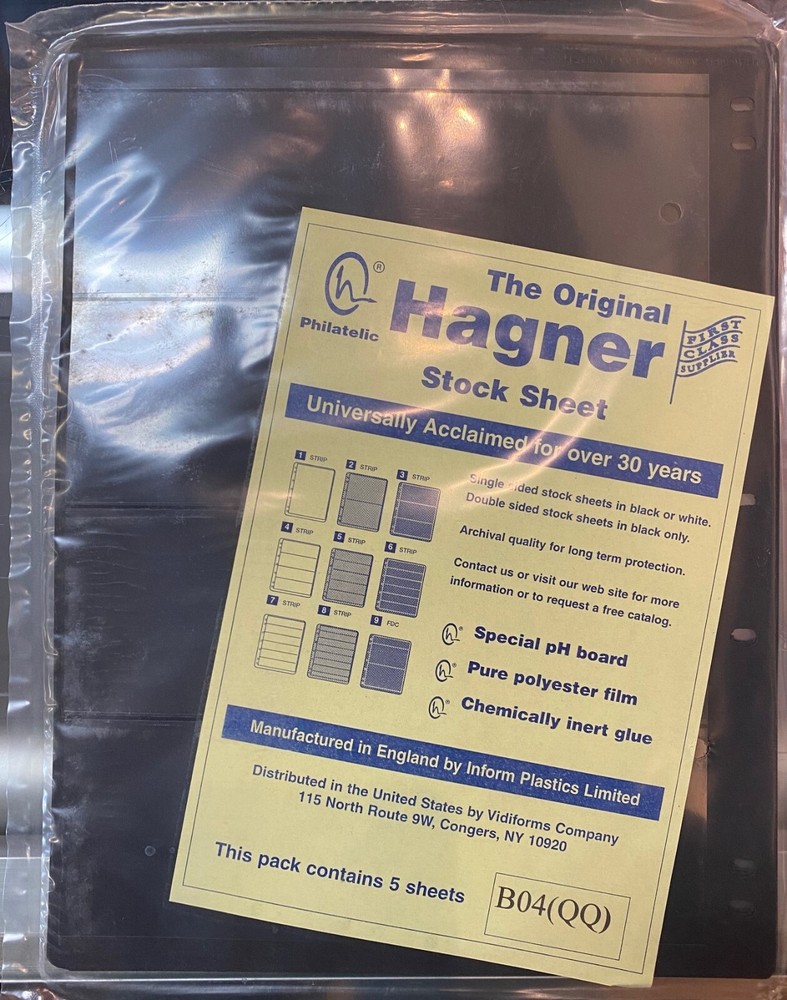 The Original
h®
Philatelic
Hagner
FIRST
CLASS
SUPPLIER
Stock Sheet
Universally Acclaimed for over 30 years
1 STRIP
2 STRIP
3 STRIP
4 STRIP
5 STRIP
6 STRIP
7 STRIP
8 STRIP
9 FDC
Single sided stock sheets in black or white.
Double sided stock sheets in black only.
Archival quality for long term protection.
Contact us or visit our web site for more
information or to request a free catalog.
h® Special pH board
h® Pure polyester film
h® Chemically inert glue
Manufactured in England by Inform Plastics Limited
Distributed in the United States by Vidiforms Company
115 North Route 9W, Congers, NY 10920
This pack contains 5 sheets
B04(QQ)